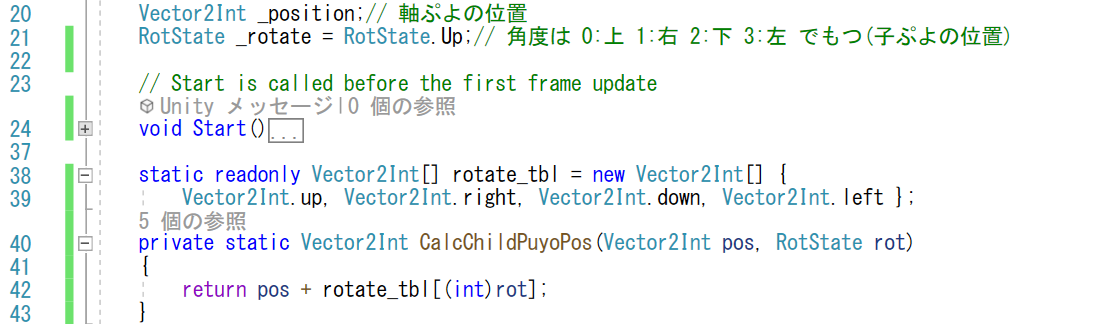 20 Vector2Int _position;// 軸ぷよの位置
21 RotState _rotate = RotState.Up;// 角度は 0:上 1:右 2:下 3:左 でもつ(子ぷよの位置)
22
23 // Start is called before the first frame update
Unity メッセージ|0 個の参照
24 void Start()...
37
38 static readonly Vector2Int[] rotate_tbl = new Vector2Int[] {
39 Vector2Int.up, Vector2Int.right, Vector2Int.down, Vector2Int.left };
5 個の参照
40 private static Vector2Int CalcChildPuyoPos(Vector2Int pos, RotState rot)
41 {
42 return pos + rotate_tbl[(int)rot];
43 }